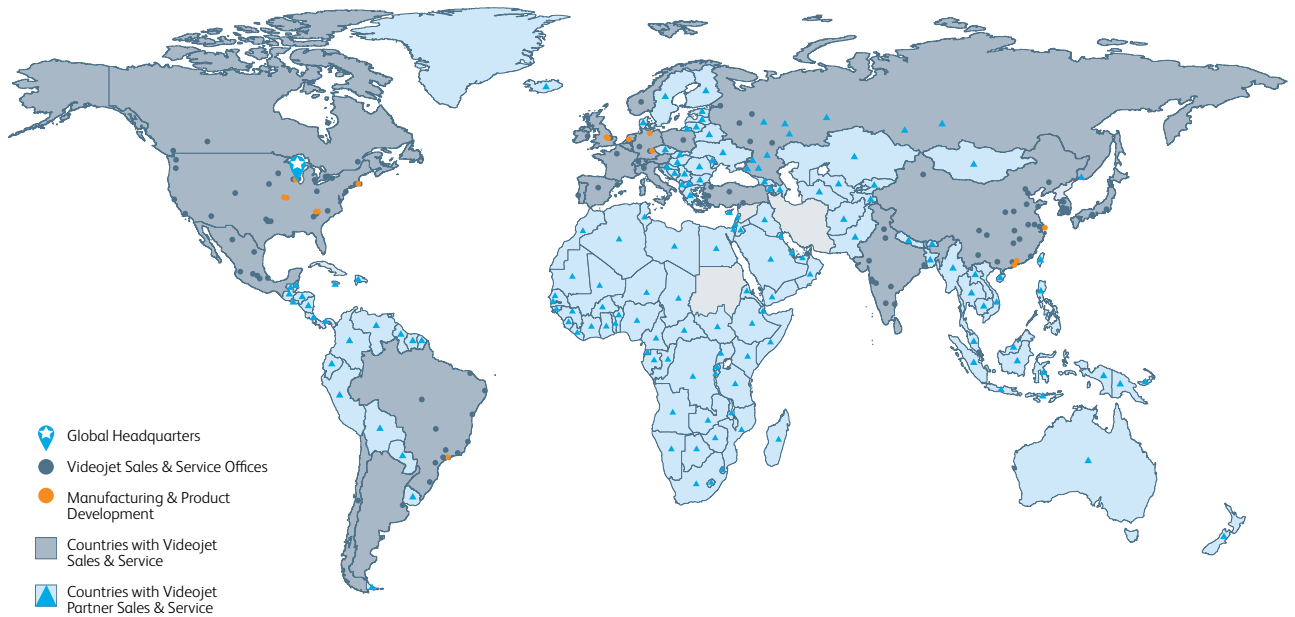 Global Headquarters
Videojet Sales & Service Offices
Manufacturing & Product
Development
Countries with Videojet
Sales & Service
Countries with Videojet
Partner Sales & Service